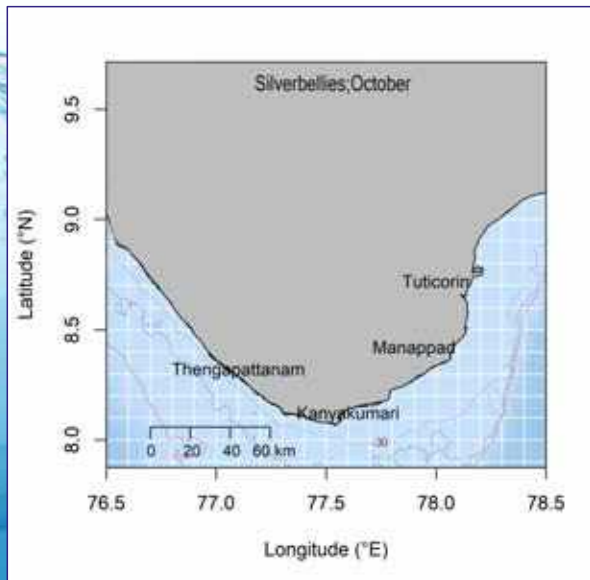 Silverbellies;October
9.5
9.0
8.5
8.0
Latitude (°N)
Tuticorin
Manappad
Thengapattanam
Kanyakumari
-30
0 20 40 60 km
76.5 77.0 77.5 78.0 78.5
Longitude (°E)